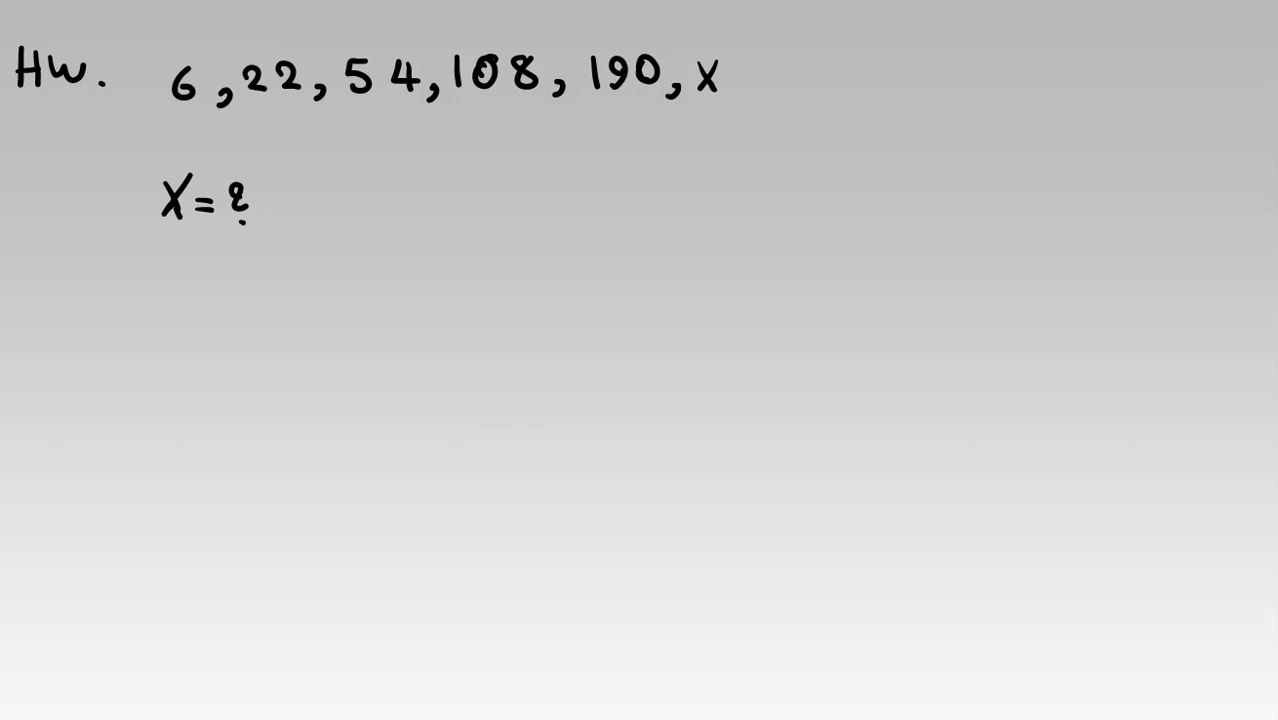 HW. 6, 22, 54, 108, 190, x
X = ?